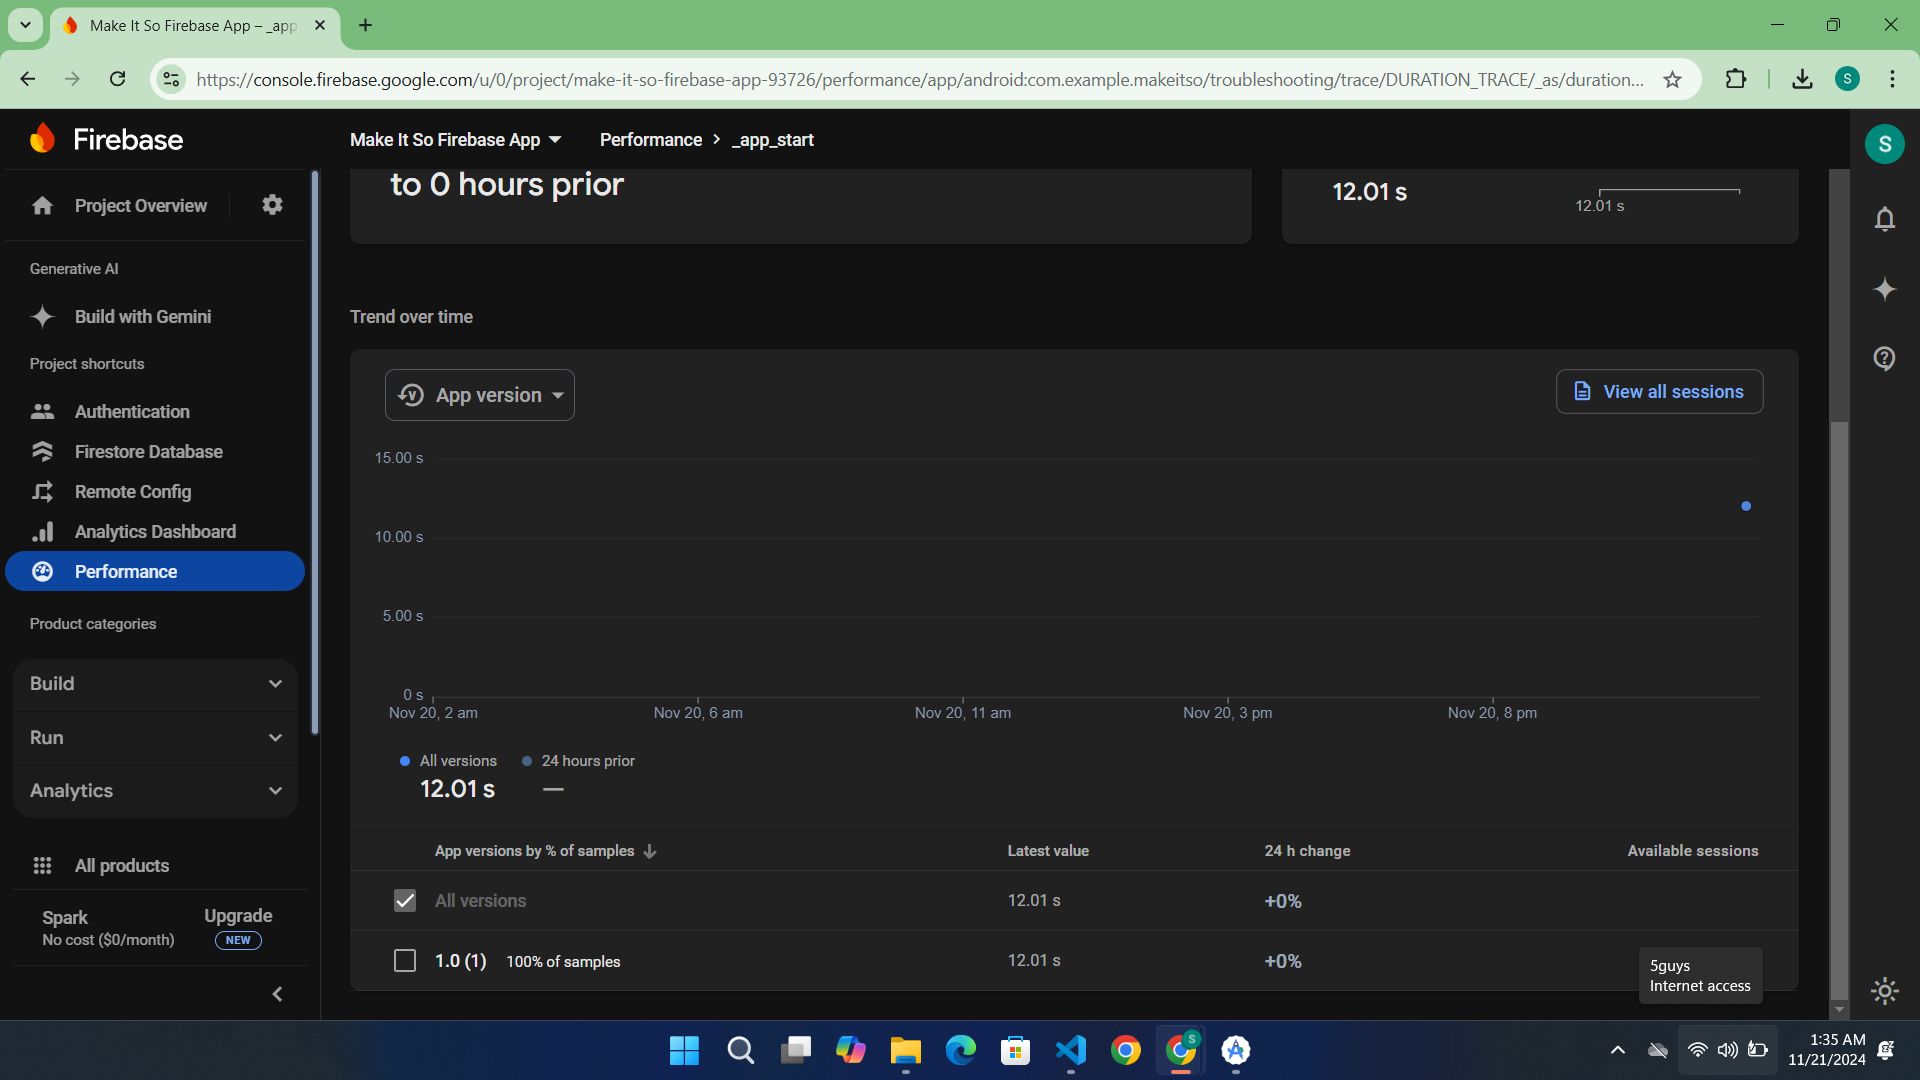 Make It So Firebase App – _app
https://console.firebase.google.com/u/0/project/make-it-so-firebase-app-93726/performance/app/android:com.example.makeitso/troubleshooting/trace/DURATION_TRACE/_as/duration...
S
Firebase
Make It So Firebase App
Performance > _app_start
S
Project Overview
Generative AI
Build with Gemini
Project shortcuts
Authentication
Firestore Database
Remote Config
Analytics Dashboard
Performance
Product categories
Build
Run
Analytics
All products
Spark
No cost ($0/month)
Upgrade
NEW
to 0 hours prior
12.01 s
12.01 s
Trend over time
App version
View all sessions
15.00 s
10.00 s
5.00 s
0 s
Nov 20, 2 am
Nov 20, 6 am
Nov 20, 11 am
Nov 20, 3 pm
Nov 20, 8 pm
All versions
12.01 s
24 hours prior
—
App versions by % of samples
Latest value
24 h change
Available sessions
All versions
12.01 s
+0%
1.0 (1) 100% of samples
12.01 s
+0%
5guys
Internet access
S
1:35 AM
11/21/2024